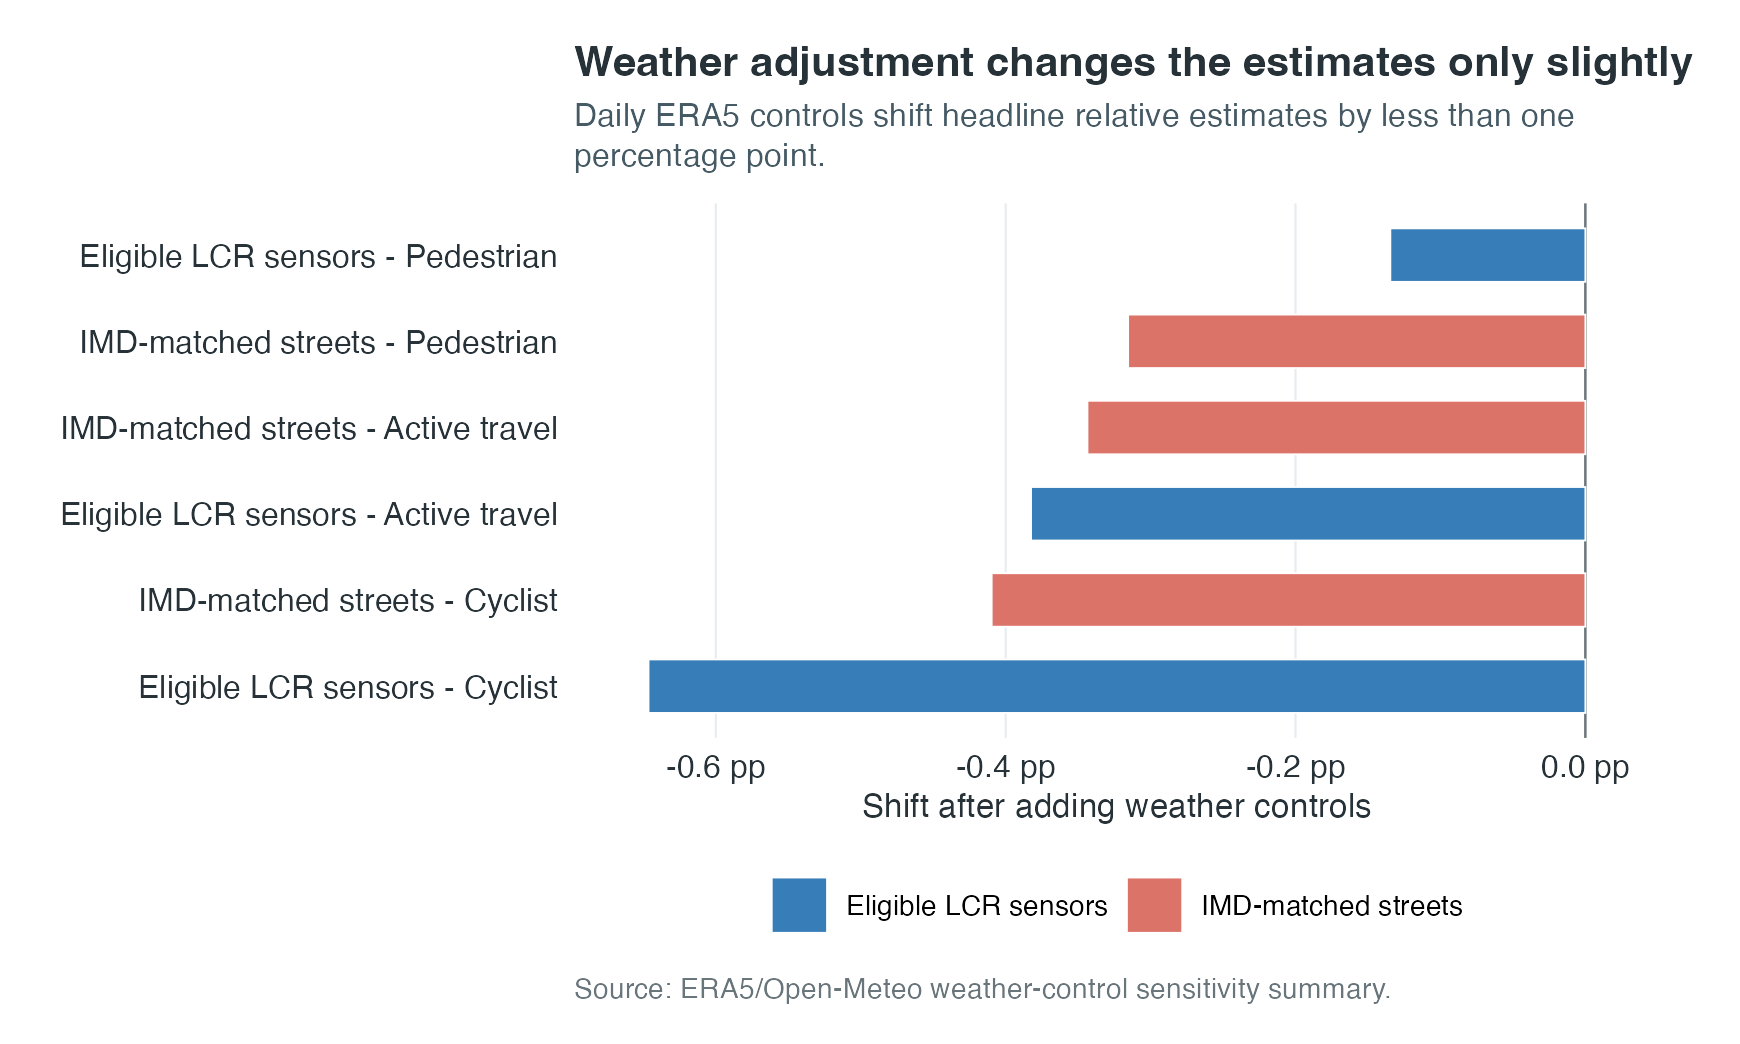 Weather adjustment changes the estimates only slightly
Daily ERA5 controls shift headline relative estimates by less than one
percentage point.
Eligible LCR sensors - Pedestrian
IMD-matched streets - Pedestrian
IMD-matched streets - Active travel
Eligible LCR sensors - Active travel
IMD-matched streets - Cyclist
Eligible LCR sensors - Cyclist
-0.6 pp
-0.4 pp
-0.2 pp
0.0 pp
Shift after adding weather controls
Eligible LCR sensors
IMD-matched streets
Source: ERA5/Open-Meteo weather-control sensitivity summary.